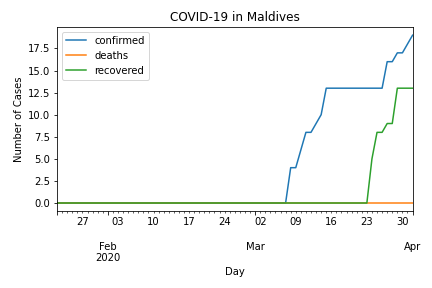 COVID-19 in Maldives
confirmed
deaths
recovered
Number of Cases
17.5
15.0
12.5
10.0
7.5
5.0
2.5
0.0
27 03 10 17 24 02 09 16 23 30
Feb Mar Apr
2020
Day